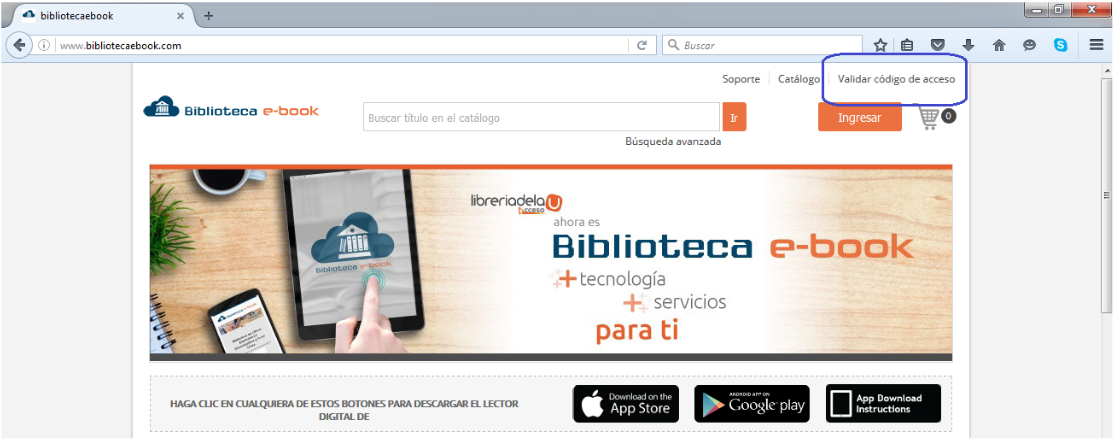 bibliotecaebook
www.bibliotecaebook.com
Buscar
Soporte Catálogo Validar código de acceso
Biblioteca e-book
Buscar título en el catálogo
Ir
Ingresar
0
Búsqueda avanzada
libreriadelaU
acceso
ahora es
Biblioteca e-book
+tecnología
+ servicios
para ti
Biblioteca e-book
HAGA CLIC EN CUALQUIERA DE ESTOS BOTONES PARA DESCARGAR EL LECTOR
DIGITAL DE
Download on the
App Store
ANDROID APP ON
Google play
App Download
Instructions